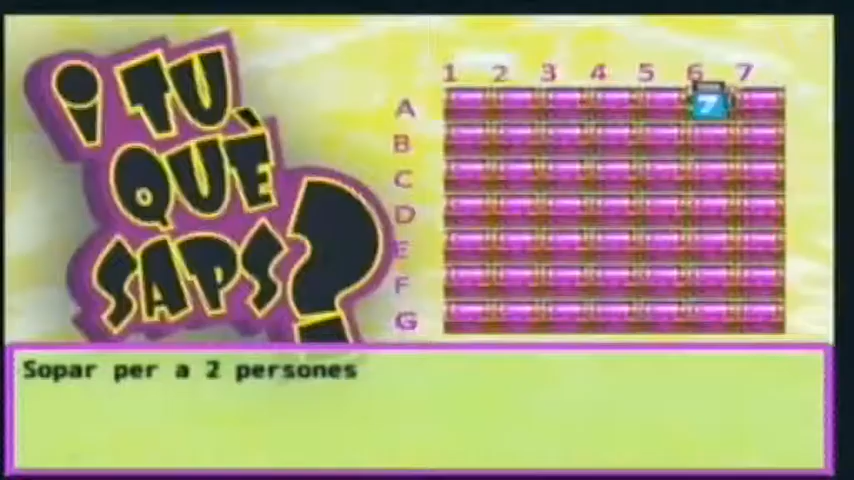 i TU
QUÈ
SAPS?
1 2 3 4 5 6 7
A
7
B
C
D
E
F
G
Sopar per a 2 persones